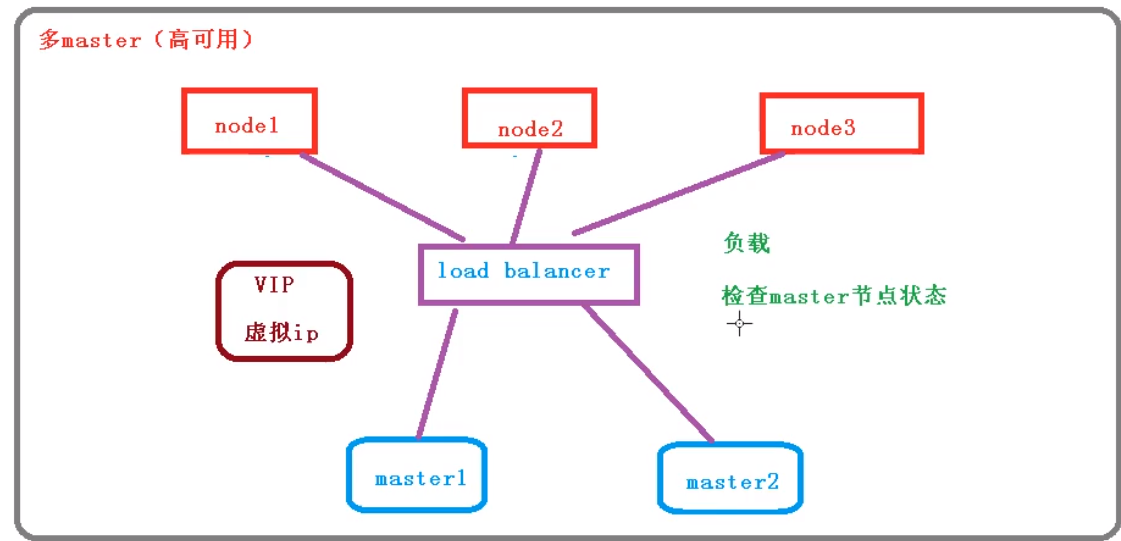 多master（高可用）
node1
node2
node3
load balancer
负载
VIP
虚拟ip
检查master节点状态
master1
master2